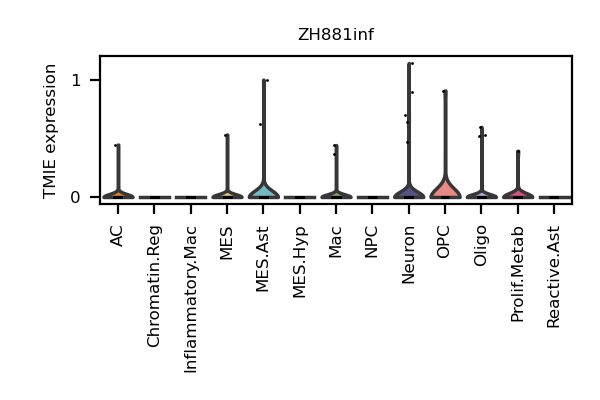 ZH881inf
TMIE expression
1
0
AC
Chromatin.Reg
Inflammatory.Mac
MES
MES.Ast
MES.Hyp
Mac
NPC
Neuron
OPC
Oligo
Prolif.Metab
Reactive.Ast